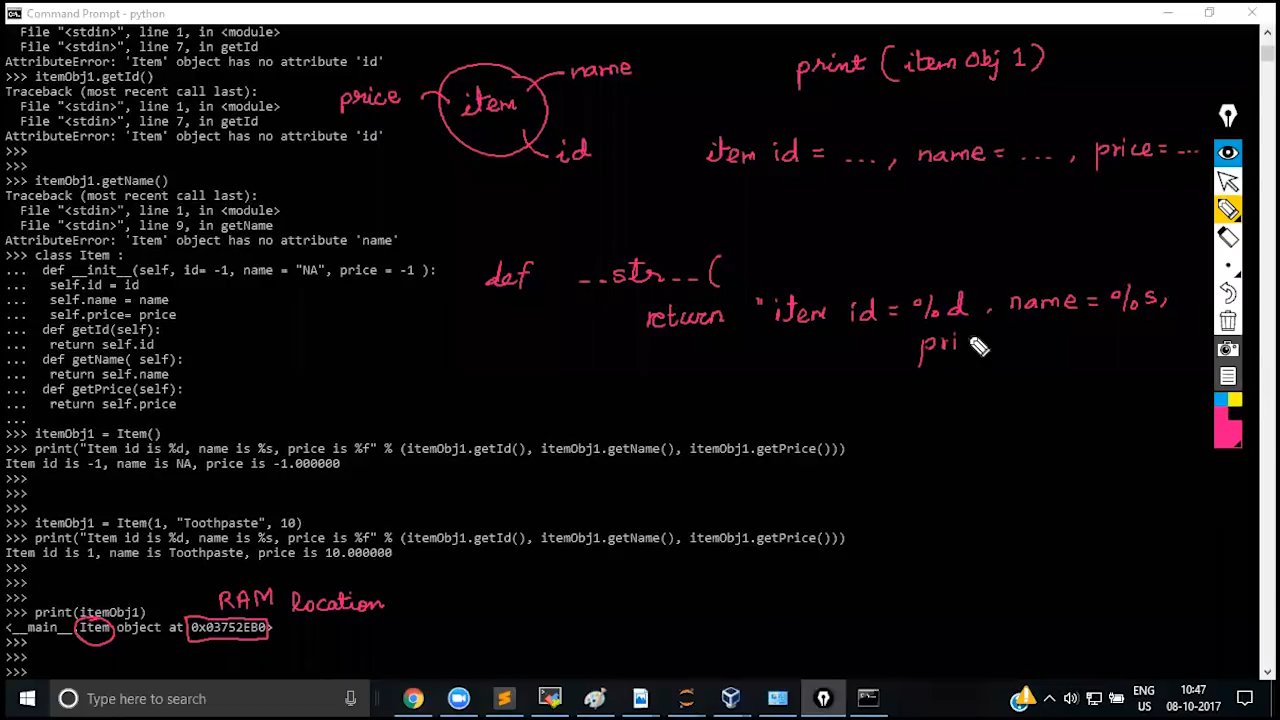 Command Prompt - python
File "<stdin>", line 1, in <module>
File "<stdin>", line 7, in getId
AttributeError: 'Item' object has no attribute 'id'
>>> itemObj1.getId()
Traceback (most recent call last):
File "<stdin>", line 1, in <module>
File "<stdin>", line 7, in getId
AttributeError: 'Item' object has no attribute 'id'
>>>
>>>
>>> itemObj1.getName()
Traceback (most recent call last):
File "<stdin>", line 1, in <module>
File "<stdin>", line 9, in getName
AttributeError: 'Item' object has no attribute 'name'
>>> class Item :
... def __init__(self, id= -1, name = "NA", price = -1 ):
... self.id = id
... self.name = name
... self.price= price
... def getId(self):
... return self.id
... def getName( self):
... return self.name
... def getPrice(self):
... return self.price
...
>>> itemObj1 = Item()
>>> print("Item id is %d, name is %s, price is %f" % (itemObj1.getId(), itemObj1.getName(), itemObj1.getPrice()))
Item id is -1, name is NA, price is -1.000000
>>>
>>>
>>>
>>> itemObj1 = Item(1, "Toothpaste", 10)
>>> print("Item id is %d, name is %s, price is %f" % (itemObj1.getId(), itemObj1.getName(), itemObj1.getPrice()))
Item id is 1, name is Toothpaste, price is 10.000000
>>>
>>>
>>>
>>> print(itemObj1)
<__main__ Item object at 0x03752EB0>
>>>
>>>
>>>
price
item
name
id
print (item Obj 1)
item id = ..., name = ..., price= ...
def __str__(
return "item id = %d , name = %s,
pri
RAM location
Type here to search
ENG
US
10:47
08-10-2017